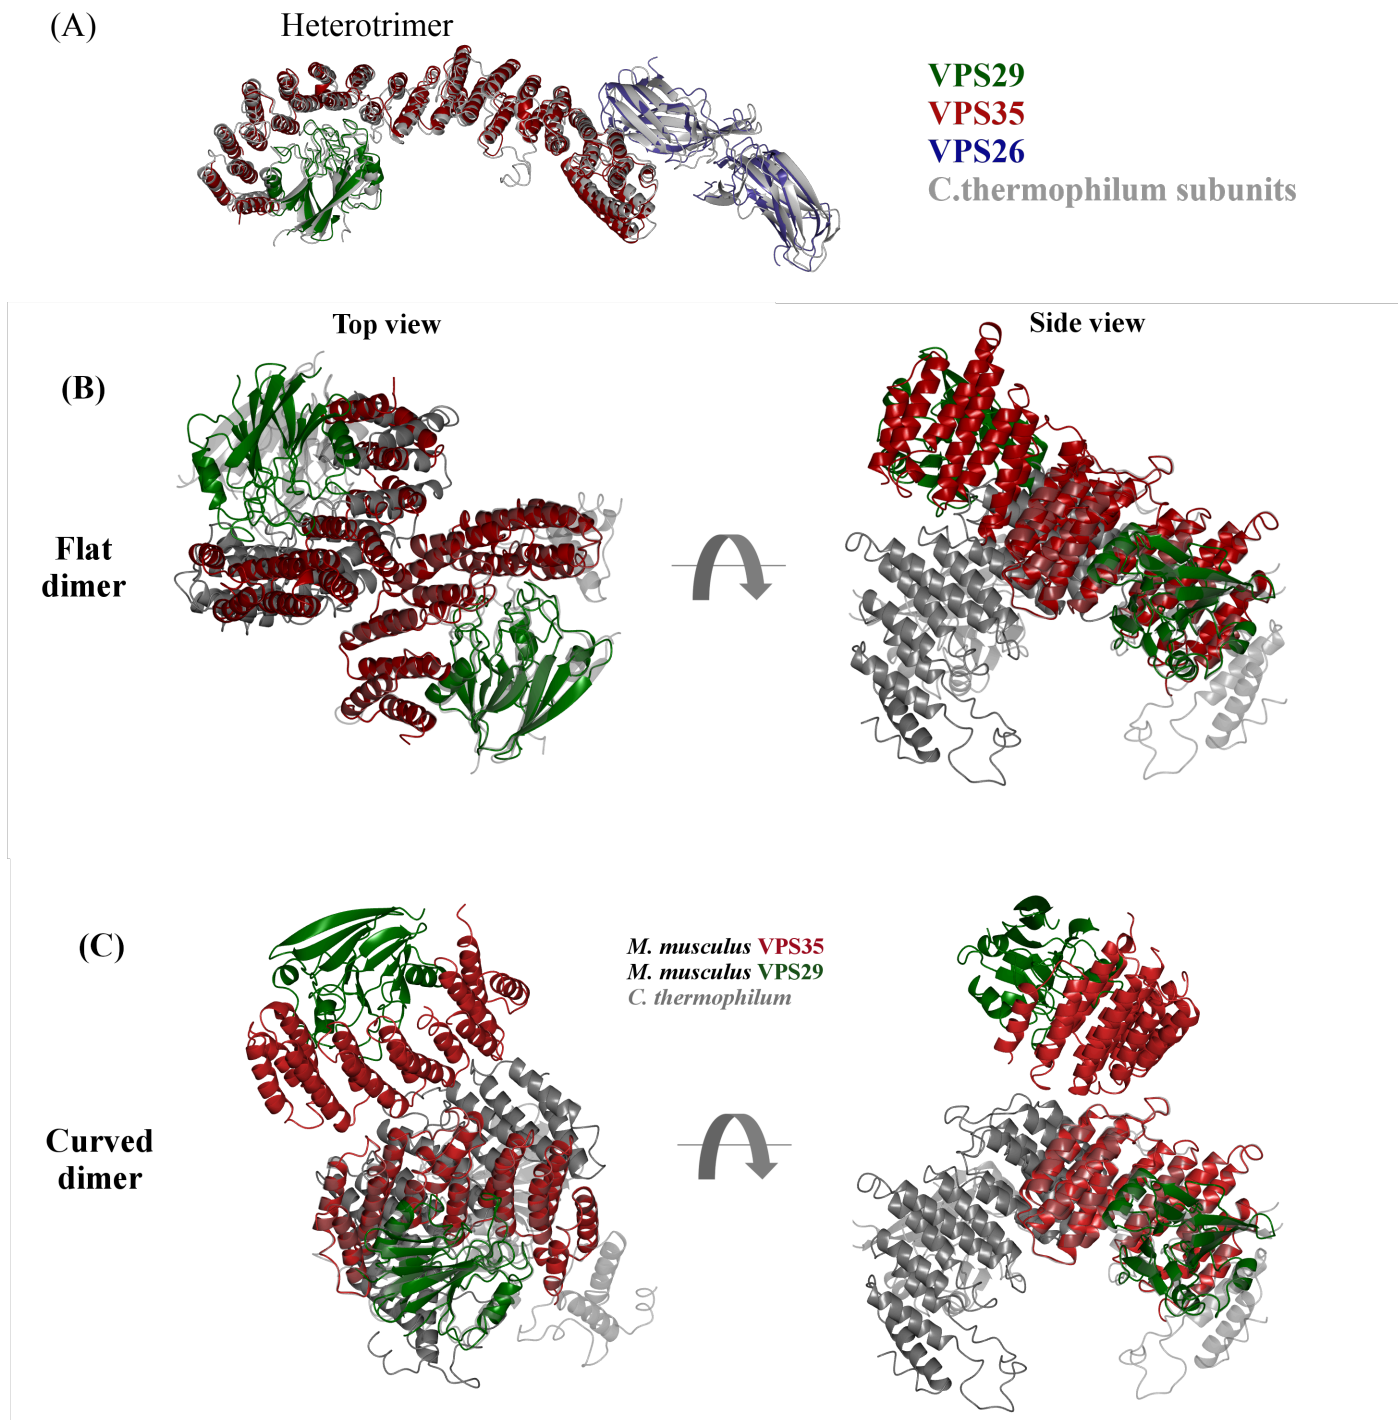 (A)
Heterotrimer
VPS29
VPS35
VPS26
C.thermophilum subunits
Top view
Side view
(B)
Flat
dimer
(C)
M. musculus VPS35
M. musculus VPS29
C. thermophilum
Curved
dimer